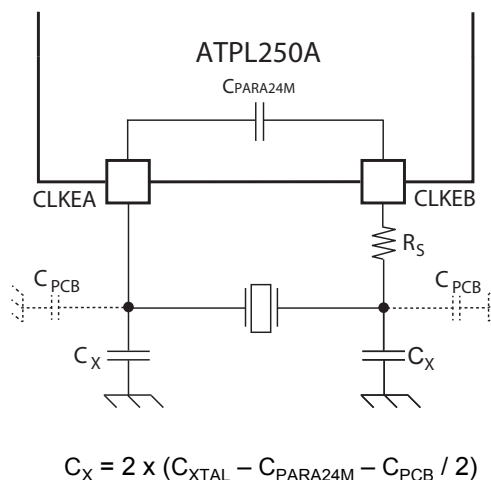 ATPL250A
CPARA24M
CLKEA
CLKEB
RS
CPCB
CPCB
CX
CX
CX = 2 x (CXTAL – CPARA24M – CPCB / 2)